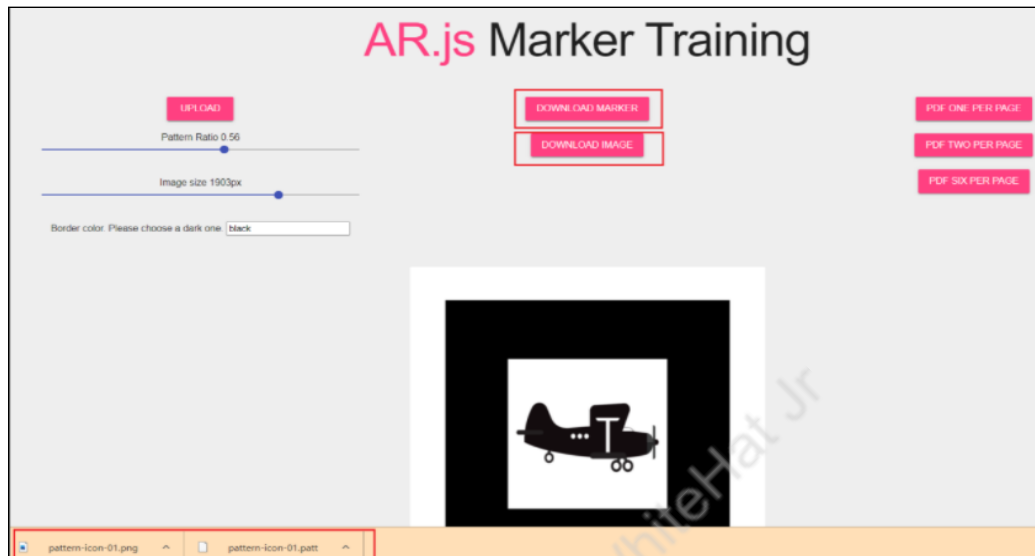 AR.js Marker Training
UPLOAD
Pattern Ratio 0.56
Image size 1903px
Border color. Please choose a dark one. black
DOWNLOAD MARKER
DOWNLOAD IMAGE
PDF ONE PER PAGE
PDF TWO PER PAGE
PDF SIX PER PAGE
T
WhiteHat Jr
pattern-icon-01.png
pattern-icon-01.patt